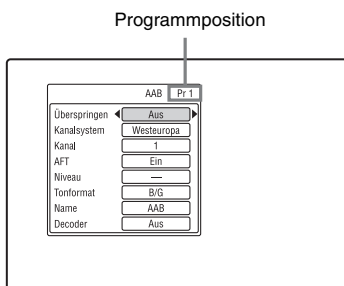 Programmposition
AAB Pr 1
Überspringen Aus
Kanalsystem Westeuropa
Kanal 1
AFT Ein
Niveau —
Tonformat B/G
Name AAB
Decoder Aus